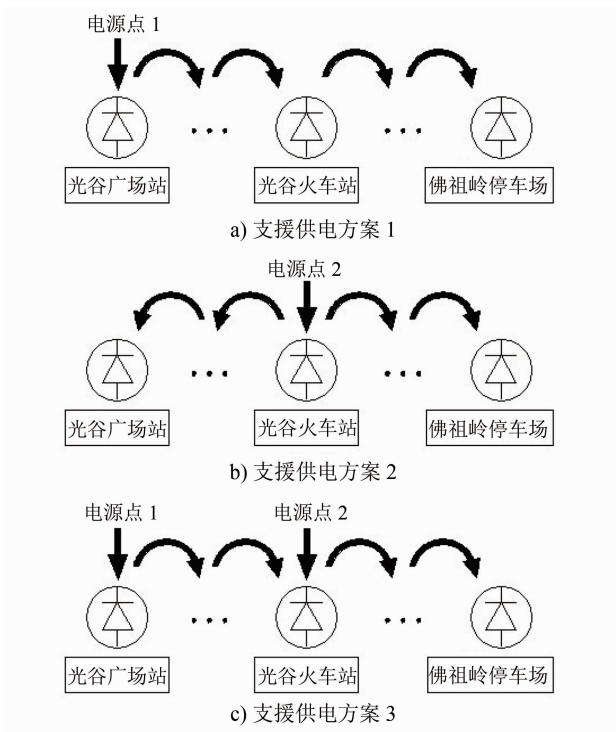 电源点 1
光谷广场站 光谷火车站 佛祖岭停车场
a) 支援供电方案 1
电源点 2
光谷广场站 光谷火车站 佛祖岭停车场
b) 支援供电方案 2
电源点 1 电源点 2
光谷广场站 光谷火车站 佛祖岭停车场
c) 支援供电方案 3